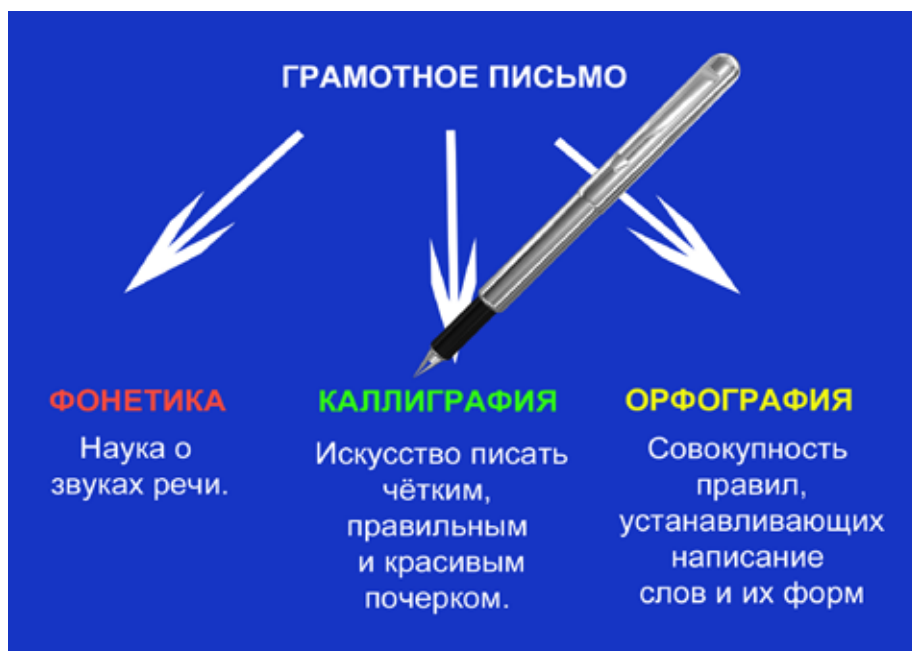 ГРАМОТНОЕ ПИСЬМО
ФОНЕТИКА
Наука о
звуках речи.
КАЛЛИГРАФИЯ
Искусство писать
чётким,
правильным
и красивым
почерком.
ОРФОГРАФИЯ
Совокупность
правил,
устанавливающих
написание
слов и их форм